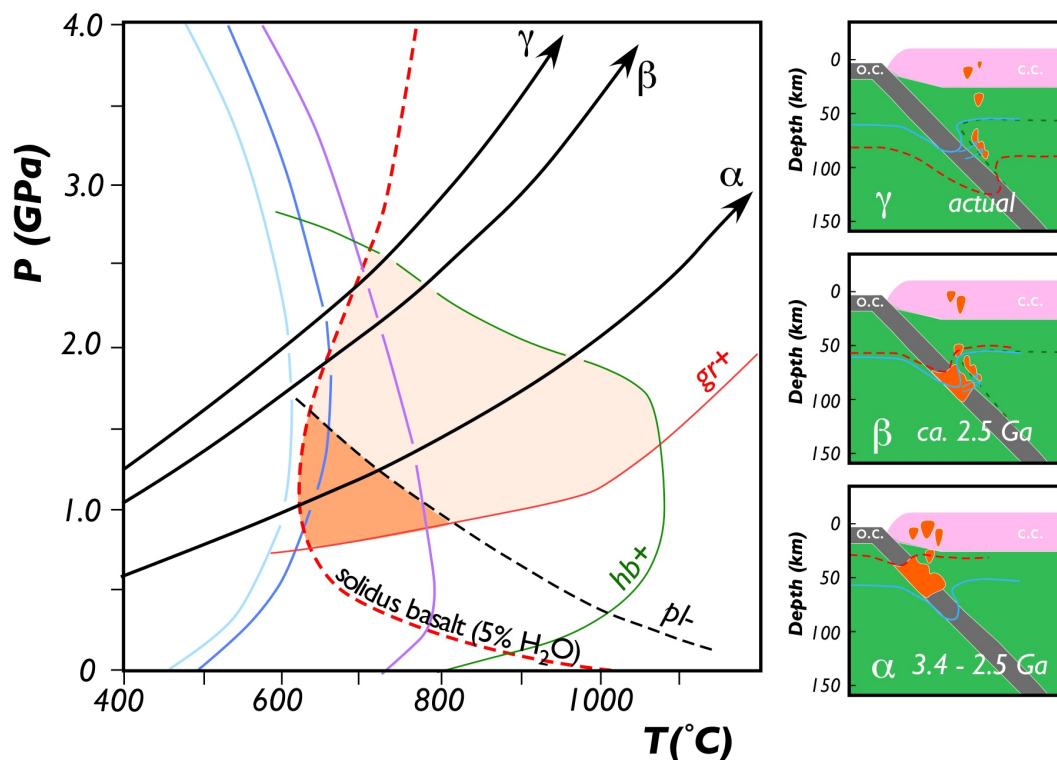 4.0
3.0
2.0
1.0
0
P (GPa)
400
600
800
1000
T(˚C)
γ
β
α
gr+
hb+
pl-
solidus basalt (5% H₂O)
0
50
100
150
Depth (km)
O.C.
C.C.
γ
actual
0
50
100
150
Depth (km)
O.C.
C.C.
β
ca. 2.5 Ga
0
50
100
150
Depth (km)
O.C.
C.C.
α
3.4 - 2.5 Ga